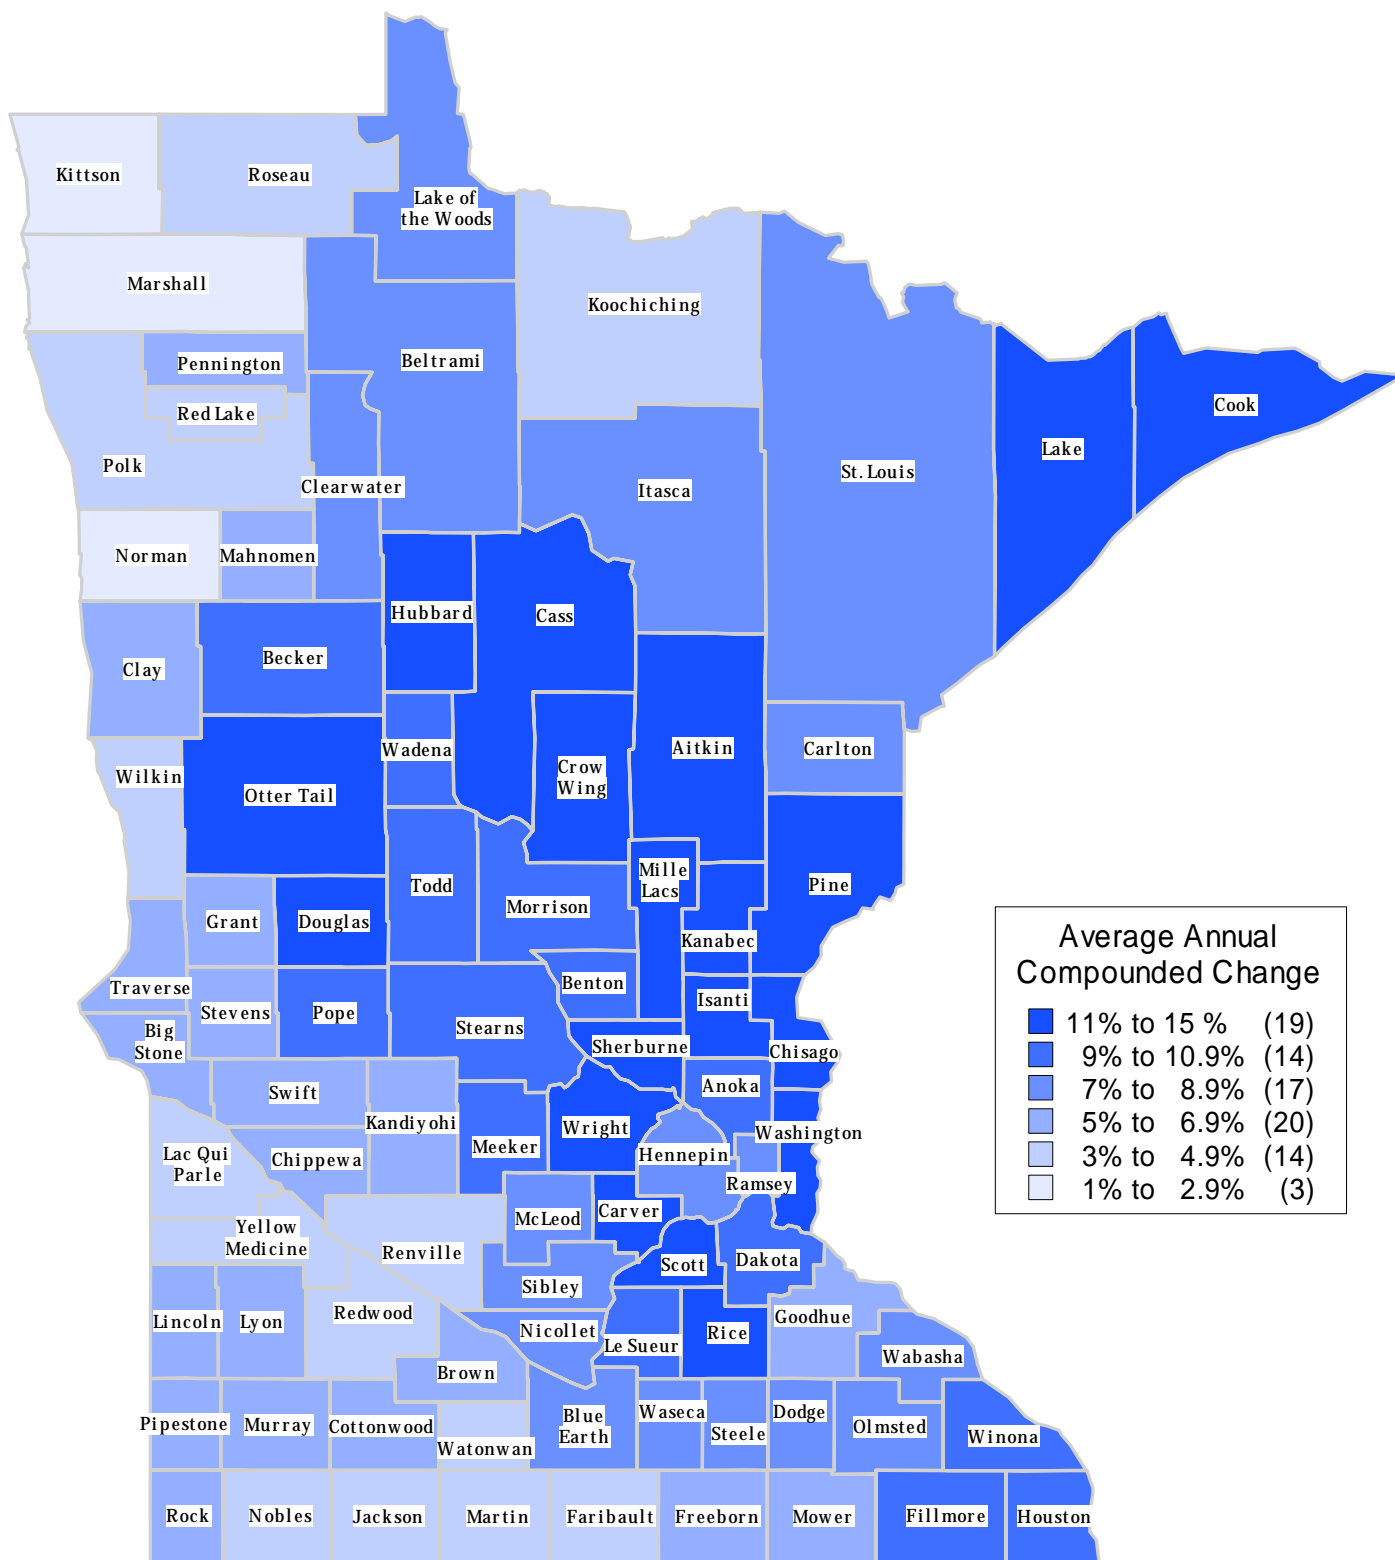 Kittson
Roseau
Lake of
the Woods
Marshall
Koochiching
Pennington
Beltrami
Red Lake
Cook
Lake
Polk
St. Louis
Clearwater
Itasca
Norman
Mahnomen
Hubbard
Cass
Becker
Clay
Wadena
Aitkin
Carlton
Wilkin
Crow
Wing
Otter Tail
Todd
Mille
Lacs
Pine
Morrison
Grant
Douglas
Kanabec
Average Annual
Compounded Change
Traverse
Benton
Isanti
Stevens
Pope
Stearns
11% to 15 % (19)
Big
Stone
Sherburne
Chisago
9% to 10.9% (14)
Anoka
7% to 8.9% (17)
Swift
Kandiyohi
Wright
Washington
5% to 6.9% (20)
Lac Qui
Parle
Chippewa
Meeker
Hennepin
3% to 4.9% (14)
Ramsey
1% to 2.9% (3)
McLeod
Carver
Yellow
Medicine
Renville
Scott
Dakota
Sibley
Lincoln
Lyon
Redwood
Goodhue
Nicollet
Le Sueur
Rice
Wabasha
Brown
Pipestone
Murray
Cottonwood
Blue
Earth
Waseca
Dodge
Steele
Olmsted
Winona
Watonwan
Rock
Nobles
Jackson
Martin
Faribault
Freeborn
Mower
Fillmore
Houston